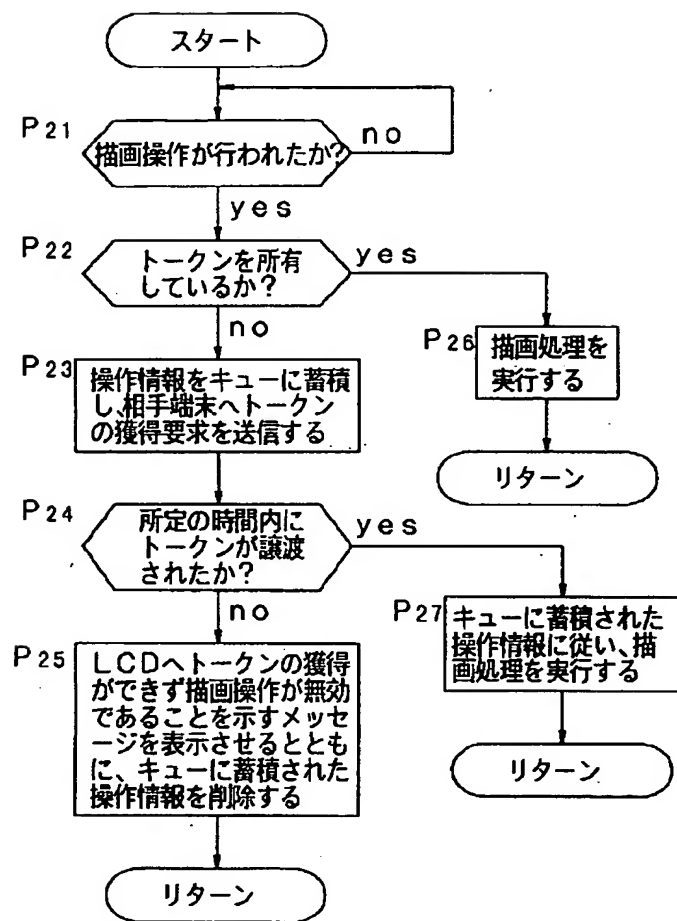 スタート
P21
描画操作が行われたか?
no
yes
P22
トークンを所有
しているか?
yes
no
P26
描画処理を
実行する
リターン
P23
操作情報をキューに蓄積
し、相手端末へトークン
の獲得要求を送信する
P24
所定の時間内に
トークンが譲渡
されたか?
yes
no
P27
キューに蓄積された
操作情報に従い、描
画処理を実行する
リターン
P25
LCDへトークンの獲得
ができず描画操作が無効
であることを示すメッセ
ージを表示させるととも
に、キューに蓄積された
操作情報を削除する
リターン